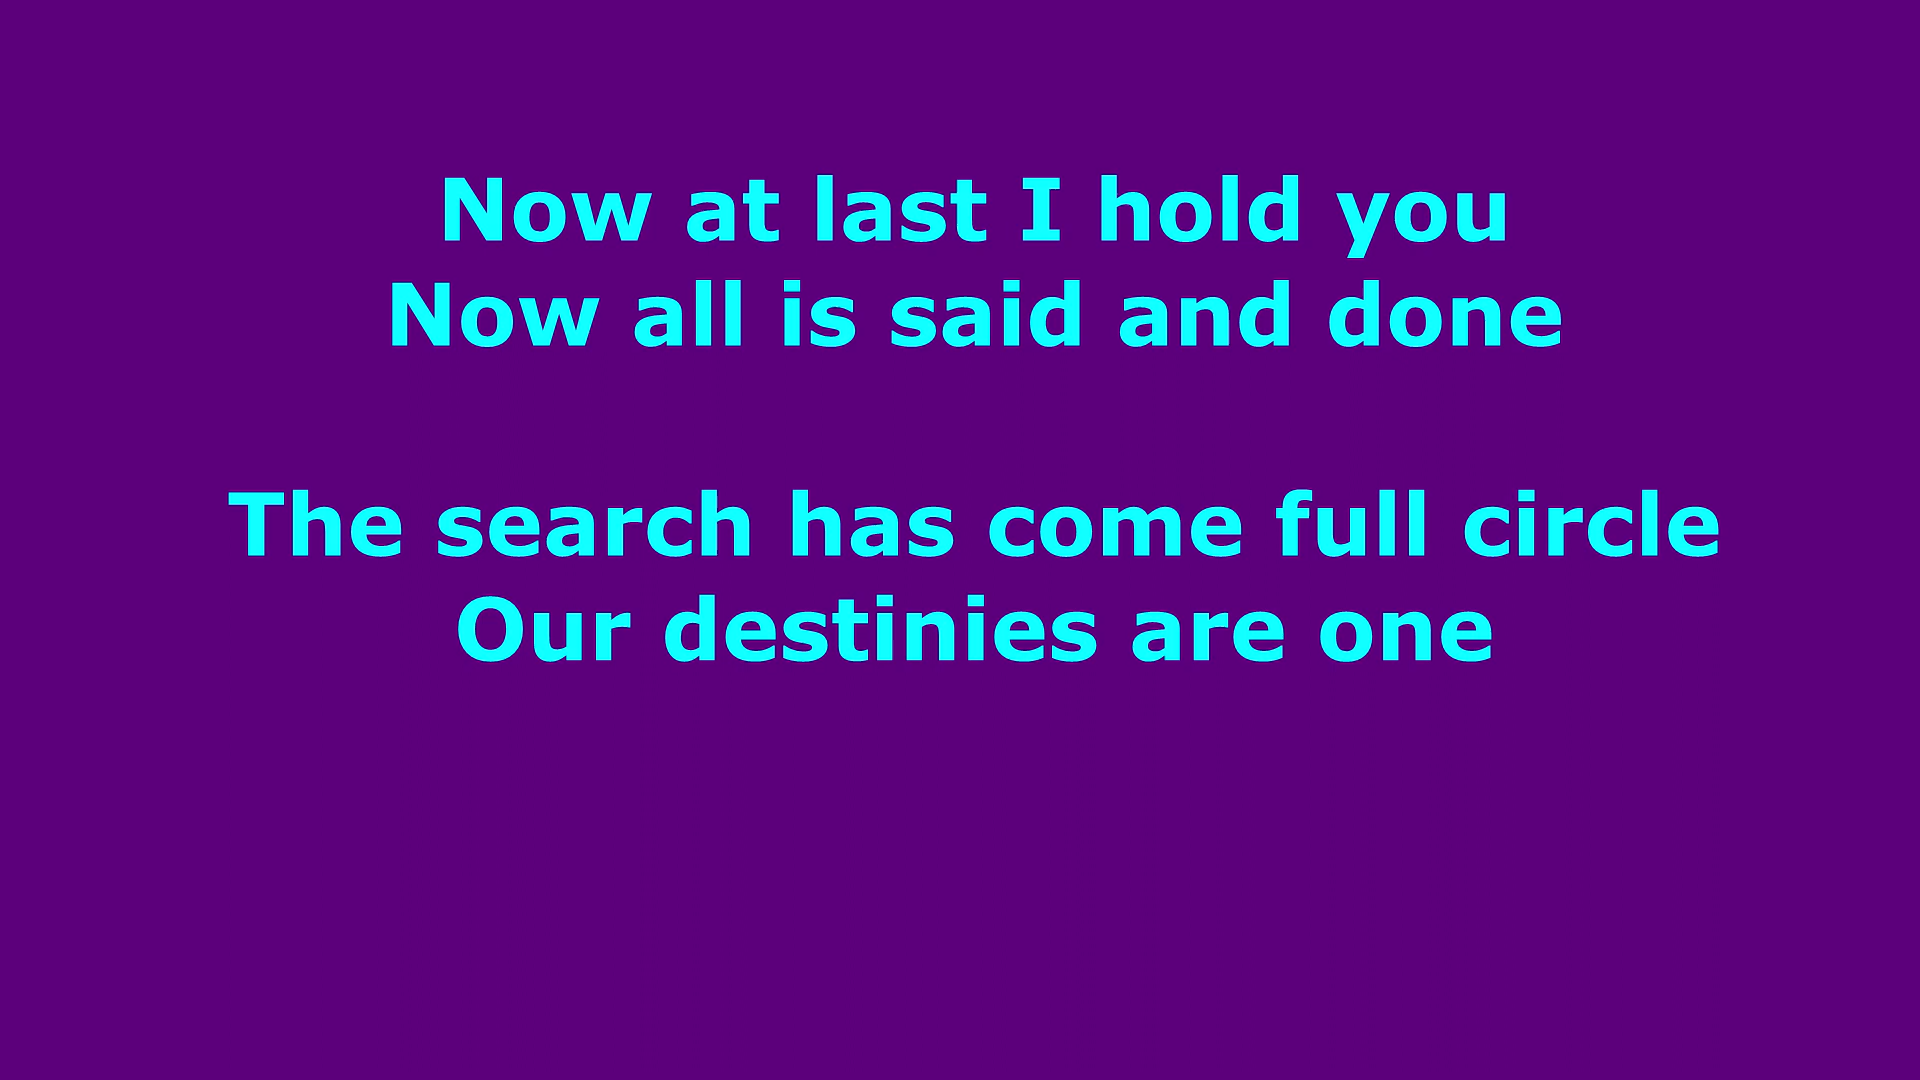 Now at last I hold you
Now all is said and done
The search has come full circle
Our destinies are one